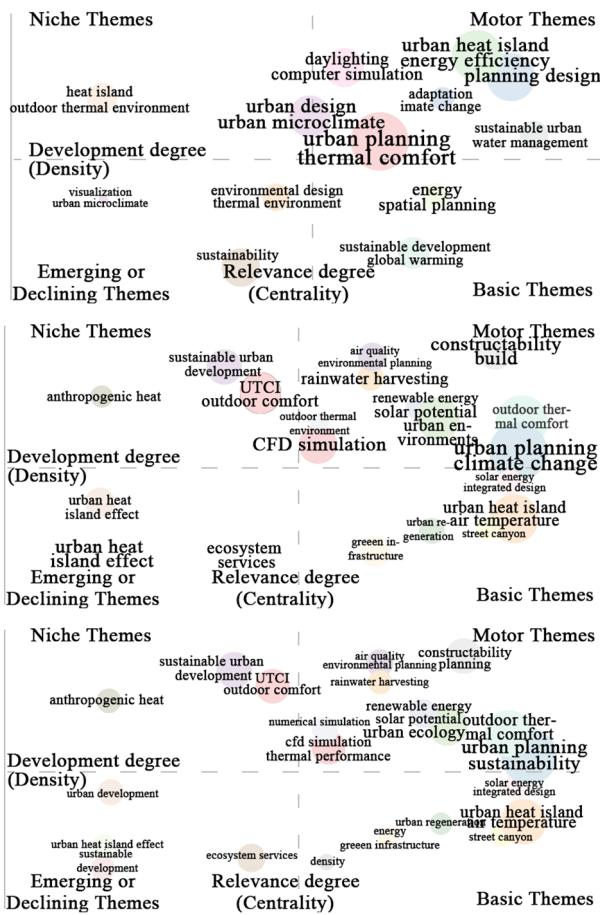 Niche Themes
Motor Themes
urban heat island
energy efficiency
planning design
daylighting
computer simulation
heat island
outdoor thermal environment
adaptation
imate change
urban design
urban microclimate
urban planning
thermal comfort
sustainable urban
water management
Development degree
(Density)
visualization
urban microclimate
environmental design
thermal environment
energy
spatial planning
sustainability
sustainable development
global warming
Emerging or
Declining Themes
Relevance degree
(Centrality)
Basic Themes
Niche Themes
Motor Themes
constructability
build
sustainable urban
development
air quality
environmental planning
rainwater harvesting
anthropogenic heat
UTCI
outdoor comfort
outdoor thermal
environment
CFD simulation
renewable energy
solar potential
urban en-
vironments
outdoor ther-
mal comfort
urban planning
climate change
Development degree
(Density)
solar energy
integrated design
urban heat
island effect
urban heat island
air temperature
street canyon
urban re-
generation
greeen in-
frastructure
urban heat
island effect
ecosystem
services
Emerging or
Declining Themes
Relevance degree
(Centrality)
Basic Themes
Niche Themes
Motor Themes
sustainable urban
development
UTCI
outdoor comfort
air quality
environmental planning
rainwater harvesting
constructability
planning
anthropogenic heat
renewable energy
solar potential
urban ecology
outdoor ther-
mal comfort
numerical simulation
cfd simulation
thermal performance
urban planning
sustainability
Development degree
(Density)
urban development
solar energy
integrated design
urban heat island
air temperature
street canyon
urban regeneration
energy
greeen infrastructure
urban heat island effect
sustainable
development
ecosystem services
density
Emerging or
Declining Themes
Relevance degree
(Centrality)
Basic Themes